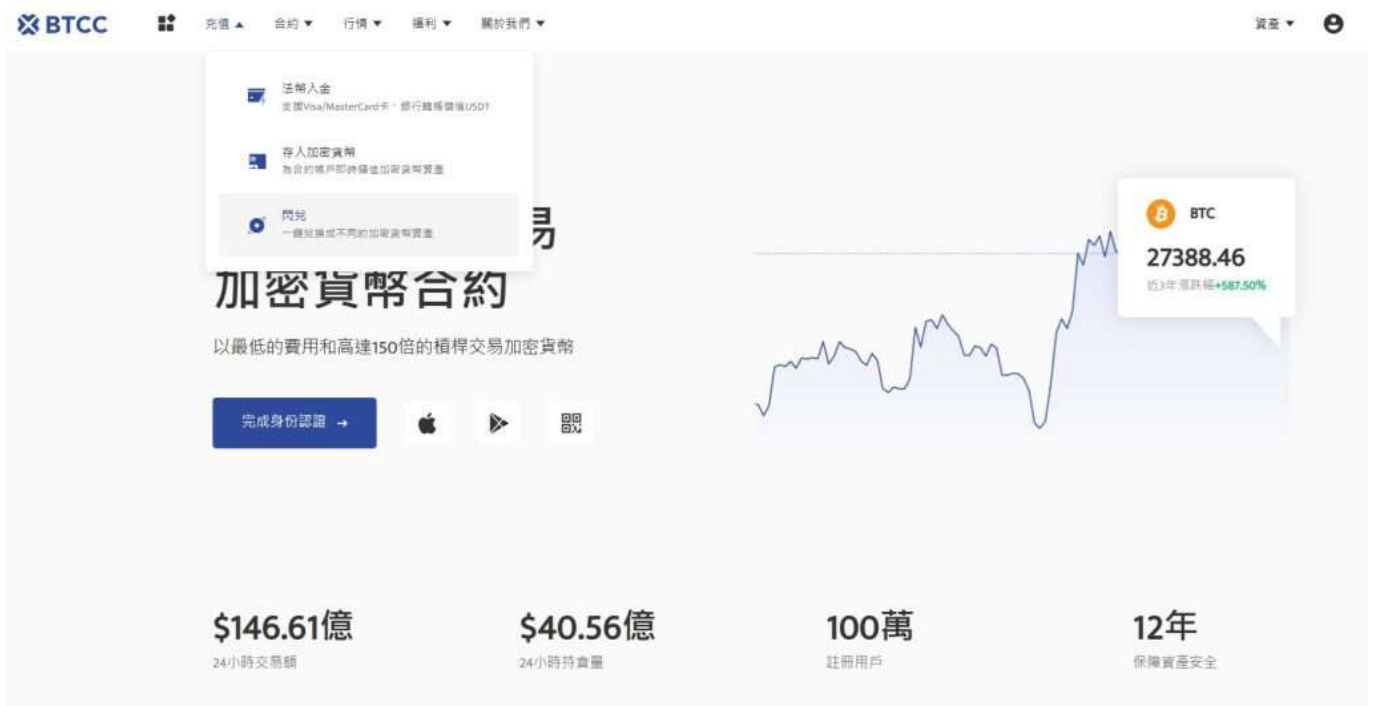 BTCC
充值 ▲ 合約 ▼ 行情 ▼ 福利 ▼ 關於我們 ▼ 資產 ▼
法幣入金
支援Visa/MasterCard卡、銀行轉帳儲值USDT
存入加密貨幣
為合約帳戶即時儲值加密貨幣資產
閃兌
一鍵兌換成不同的加密貨幣資產
易
加密貨幣合約
以最低的費用和高達150倍的槓桿交易加密貨幣
完成身份認證 →
BTC
27388.46
近3年漲跌幅+587.50%
$146.61億
24小時交易額
$40.56億
24小時持倉量
100萬
註冊用戶
12年
保障資產安全